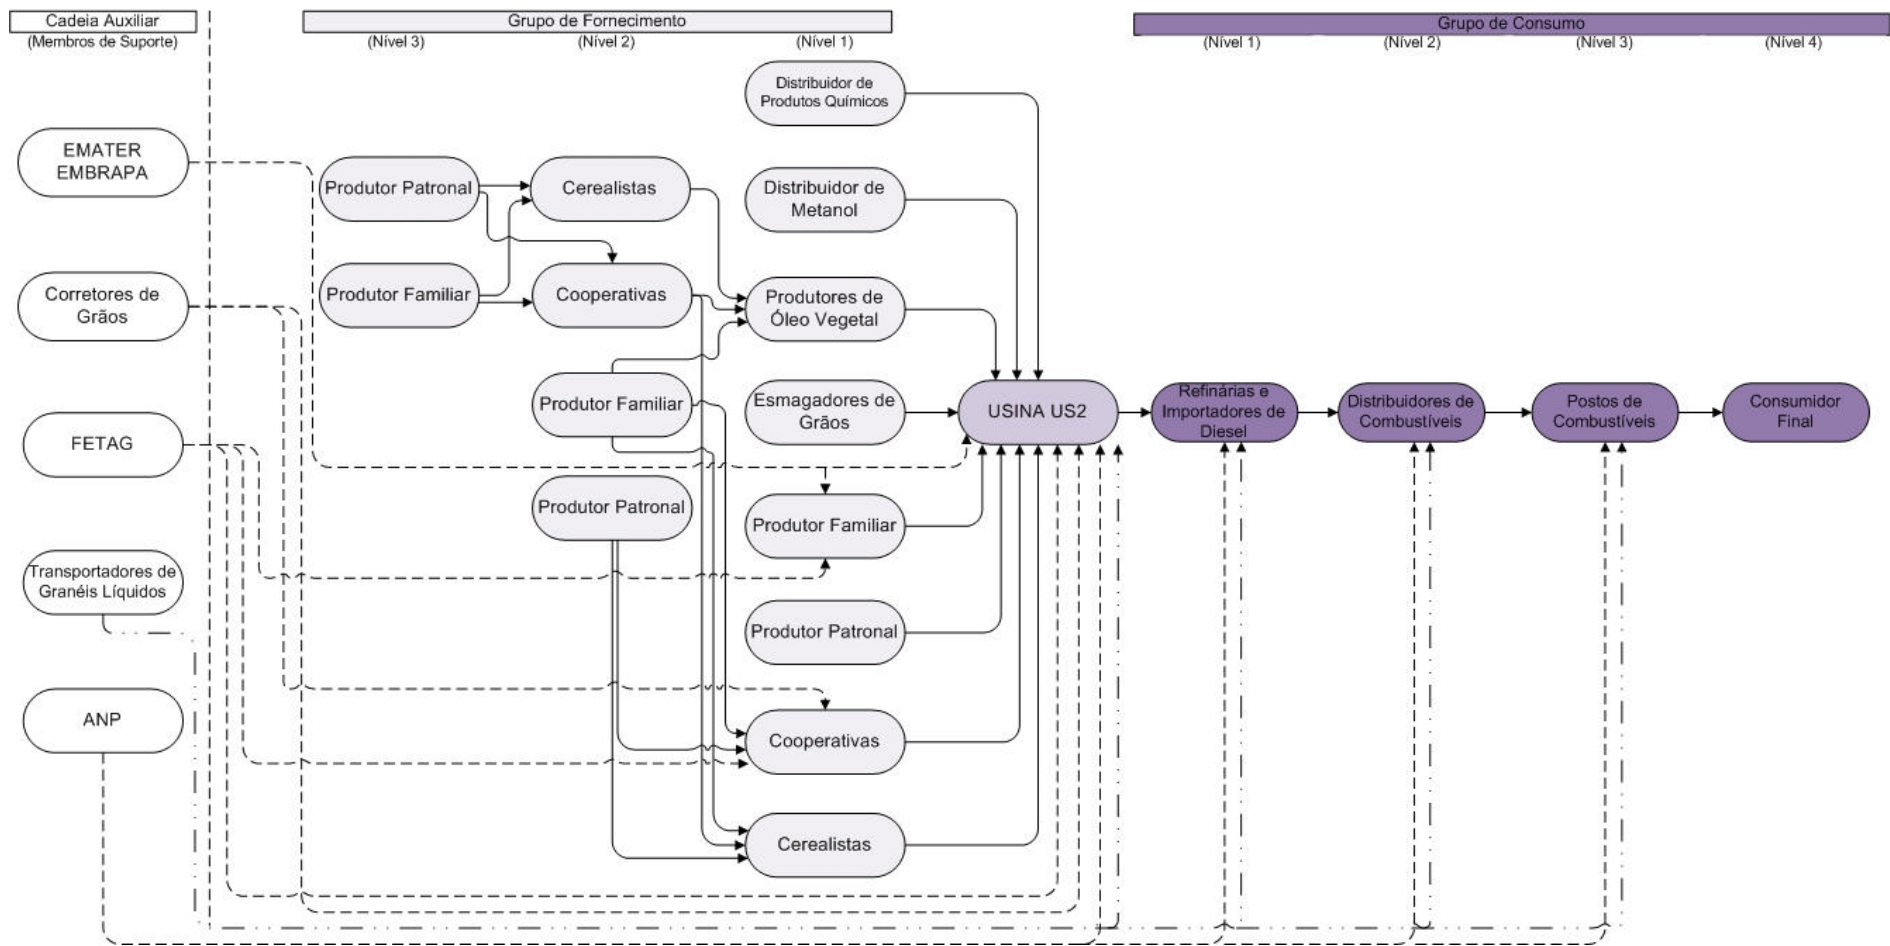 Cadeia Auxiliar
(Membros de Suporte)
Grupo de Fornecimento
(Nível 3)
(Nível 2)
(Nível 1)
Grupo de Consumo
(Nível 1)
(Nível 2)
(Nível 3)
(Nível 4)
EMATER
EMBRAPA
Corretores de
Grãos
FETAG
Transportadores de
Granéis Líquidos
ANP
Produtor Patronal
Produtor Familiar
Cerealistas
Cooperativas
Produtor Familiar
Produtor Patronal
Distribuidor de
Produtos Químicos
Distribuidor de
Metanol
Produtores de
Óleo Vegetal
Esmagadores de
Grãos
Produtor Familiar
Produtor Patronal
Cooperativas
Cerealistas
USINA US2
Refinárias e
Importadores de
Diesel
Distribuidores de
Combustíveis
Postos de
Combustíveis
Consumidor
Final